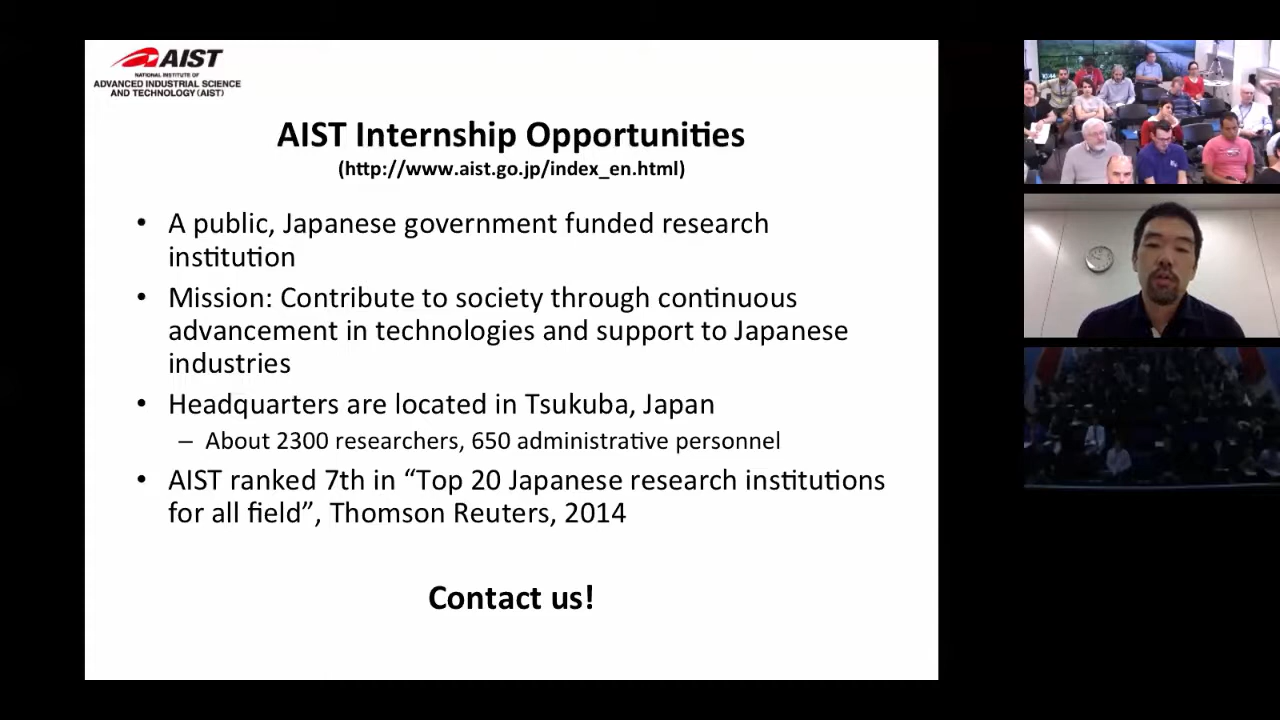 AIST
NATIONAL INSTITUTE OF
ADVANCED INDUSTRIAL SCIENCE
AND TECHNOLOGY (AIST)
AIST Internship Opportunities
(http://www.aist.go.jp/index_en.html)
• A public, Japanese government funded research
institution
• Mission: Contribute to society through continuous
advancement in technologies and support to Japanese
industries
• Headquarters are located in Tsukuba, Japan
– About 2300 researchers, 650 administrative personnel
• AIST ranked 7th in “Top 20 Japanese research institutions
for all field”, Thomson Reuters, 2014
Contact us!